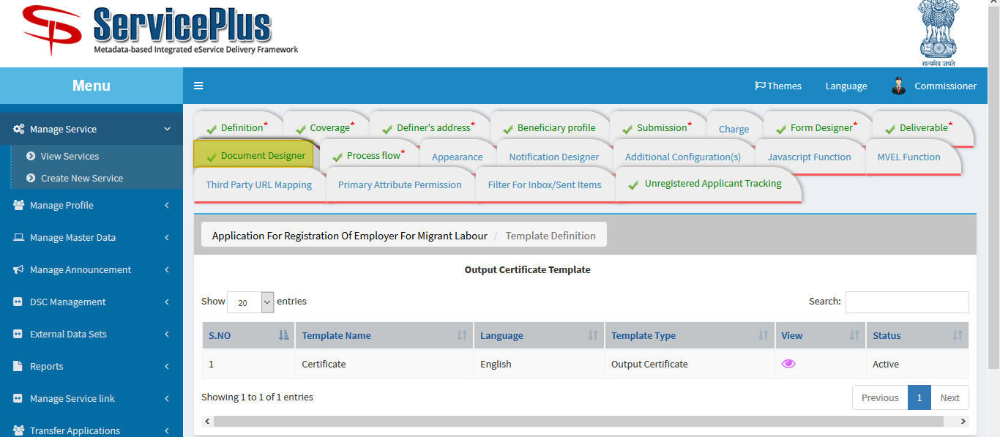 ServicePlus
Metadata-based Integrated eService Delivery Framework
सत्यमेव जयते
Menu
Themes
Language
Commissioner
Manage Service
View Services
Create New Service
Manage Profile
Manage Master Data
Manage Announcement
DSC Management
External Data Sets
Reports
Manage Service link
Transfer Applications
Definition* Coverage* Definer's address* Beneficiary profile Submission* Charge Form Designer* Deliverable*
Document Designer Process flow* Appearance Notification Designer Additional Configuration(s) Javascript Function MVEL Function
Third Party URL Mapping Primary Attribute Permission Filter For Inbox/Sent Items Unregistered Applicant Tracking
Application For Registration Of Employer For Migrant Labour / Template Definition
Output Certificate Template
Show 20 entries Search:
S.NO Template Name Language Template Type View Status
1 Certificate English Output Certificate Active
Showing 1 to 1 of 1 entries
Previous 1 Next